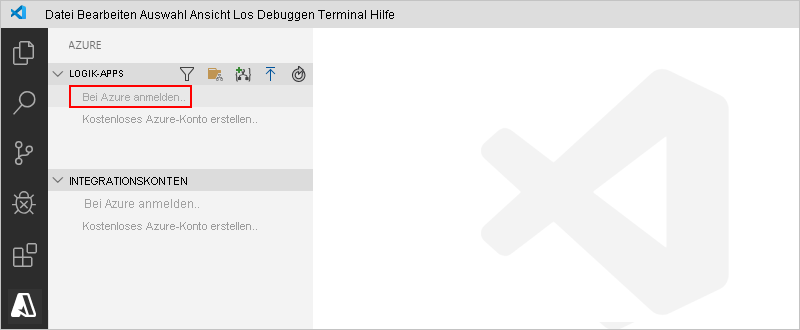 Datei Bearbeiten Auswahl Ansicht Los Debuggen Terminal Hilfe
AZURE
LOGIK-APPS
Bei Azure anmelden..
Kostenloses Azure-Konto erstellen..
INTEGRATIONSKONTEN
Bei Azure anmelden..
Kostenloses Azure-Konto erstellen..